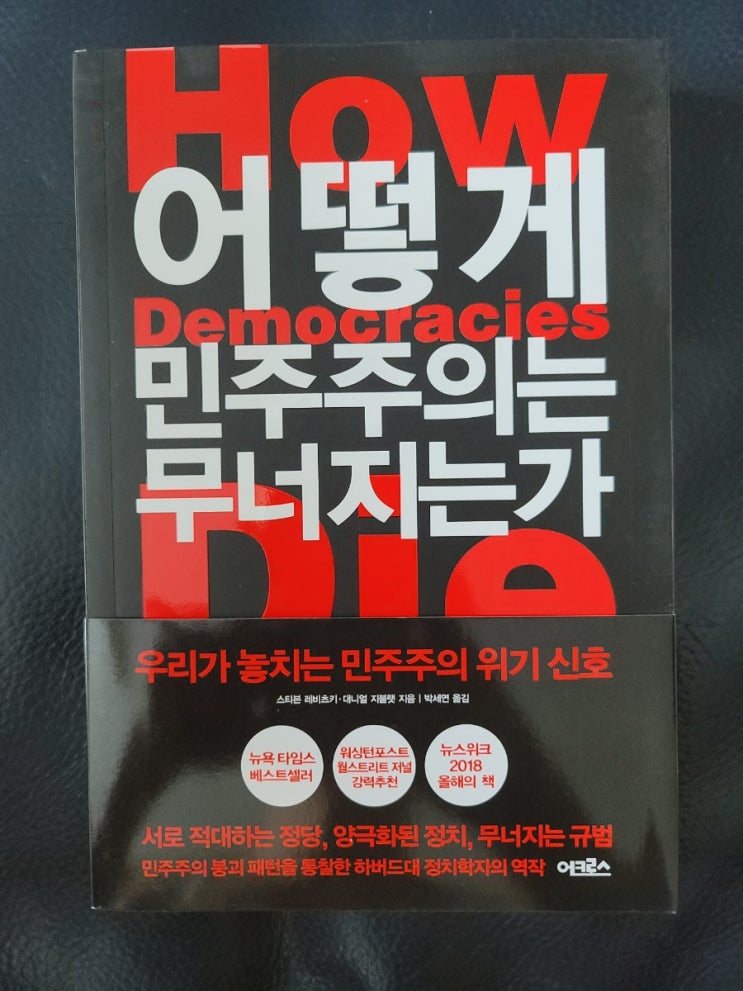 How
어떻게
Democracies
민주주의는
무너지는가
Die
우리가 놓치는 민주주의 위기 신호
스티븐 레비츠키·대니얼 지블랫 지음 | 박세연 옮김
뉴욕 타임스
베스트셀러
워싱턴포스트
월스트리트 저널
강력추천
뉴스위크
2018
올해의 책
서로 적대하는 정당, 양극화된 정치, 무너지는 규범
민주주의 붕괴 패턴을 통찰한 하버드대 정치학자의 역작
어크로스